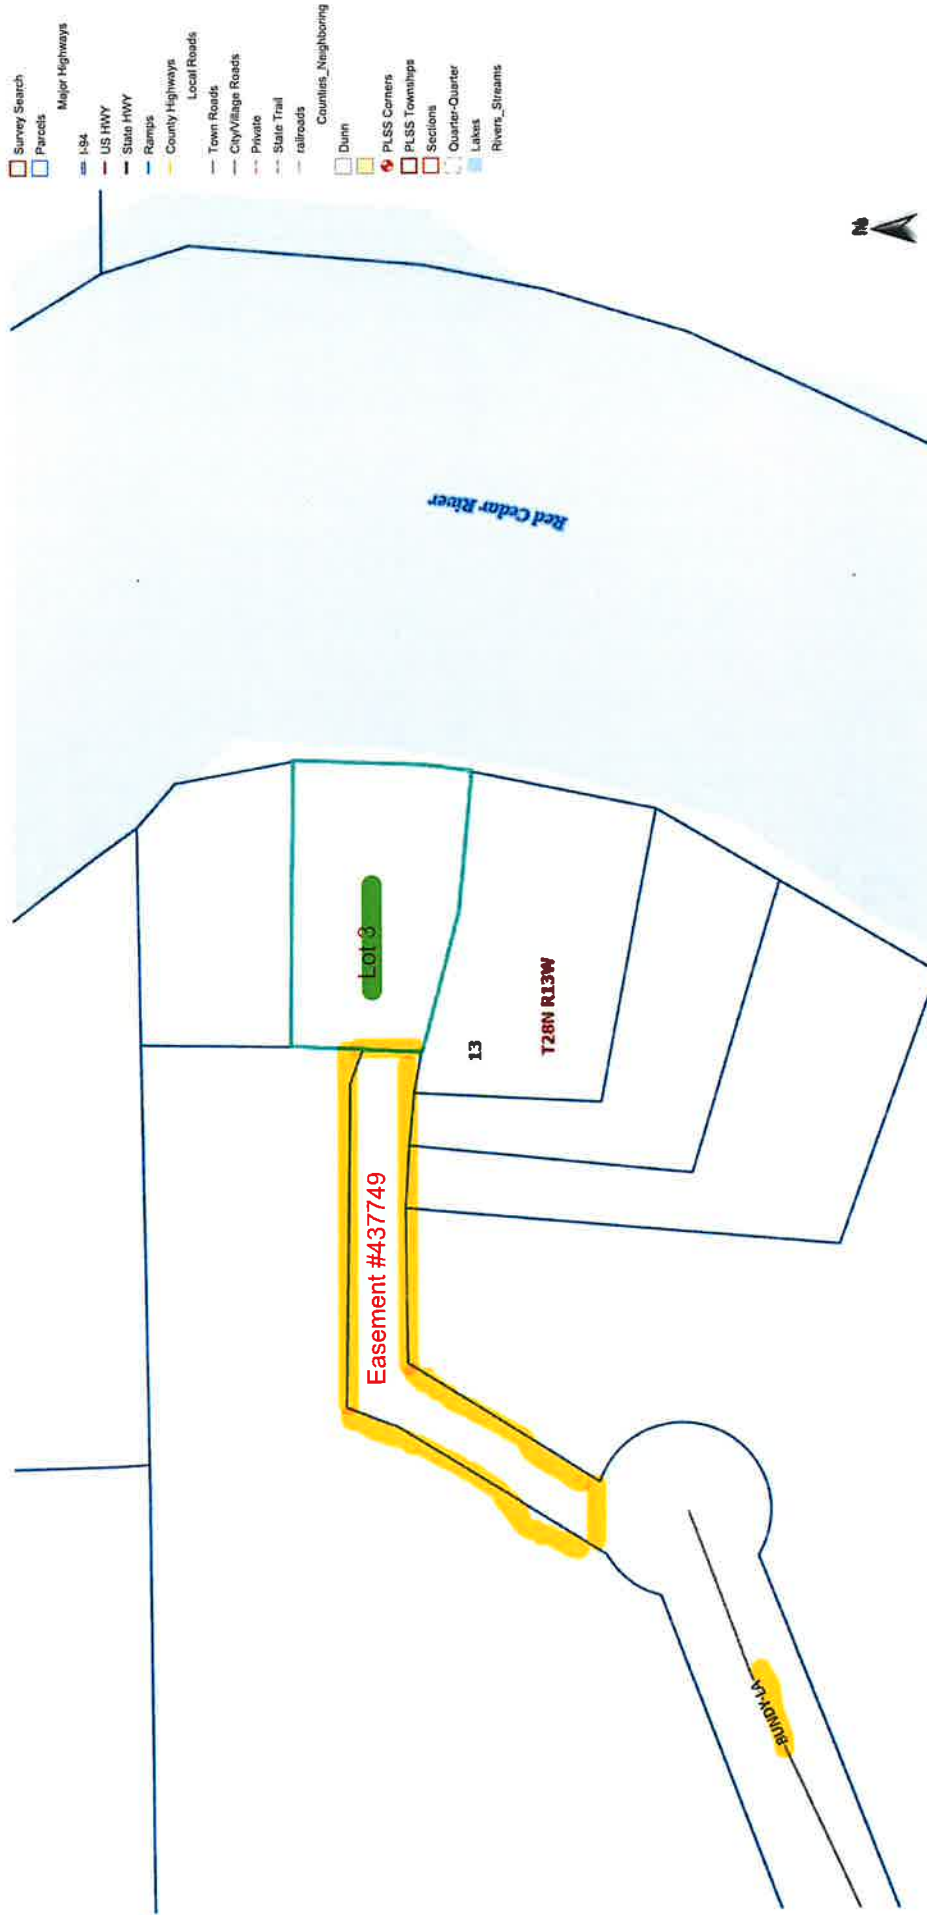 Survey Search
Parcels
Major Highways
I-94
US HWY
State HWY
Ramps
County Highways
Local Roads
Town Roads
City/Village Roads
Private
State Trail
railroads
Counties_Neighboring
Dunn
PLSS Corners
PLSS Townships
Sections
Quarter-Quarter
Lakes
Rivers_Streams
N
Red Cedar River
Lot 3
13
T28N R13W
Easement #437749
BUNDY LA